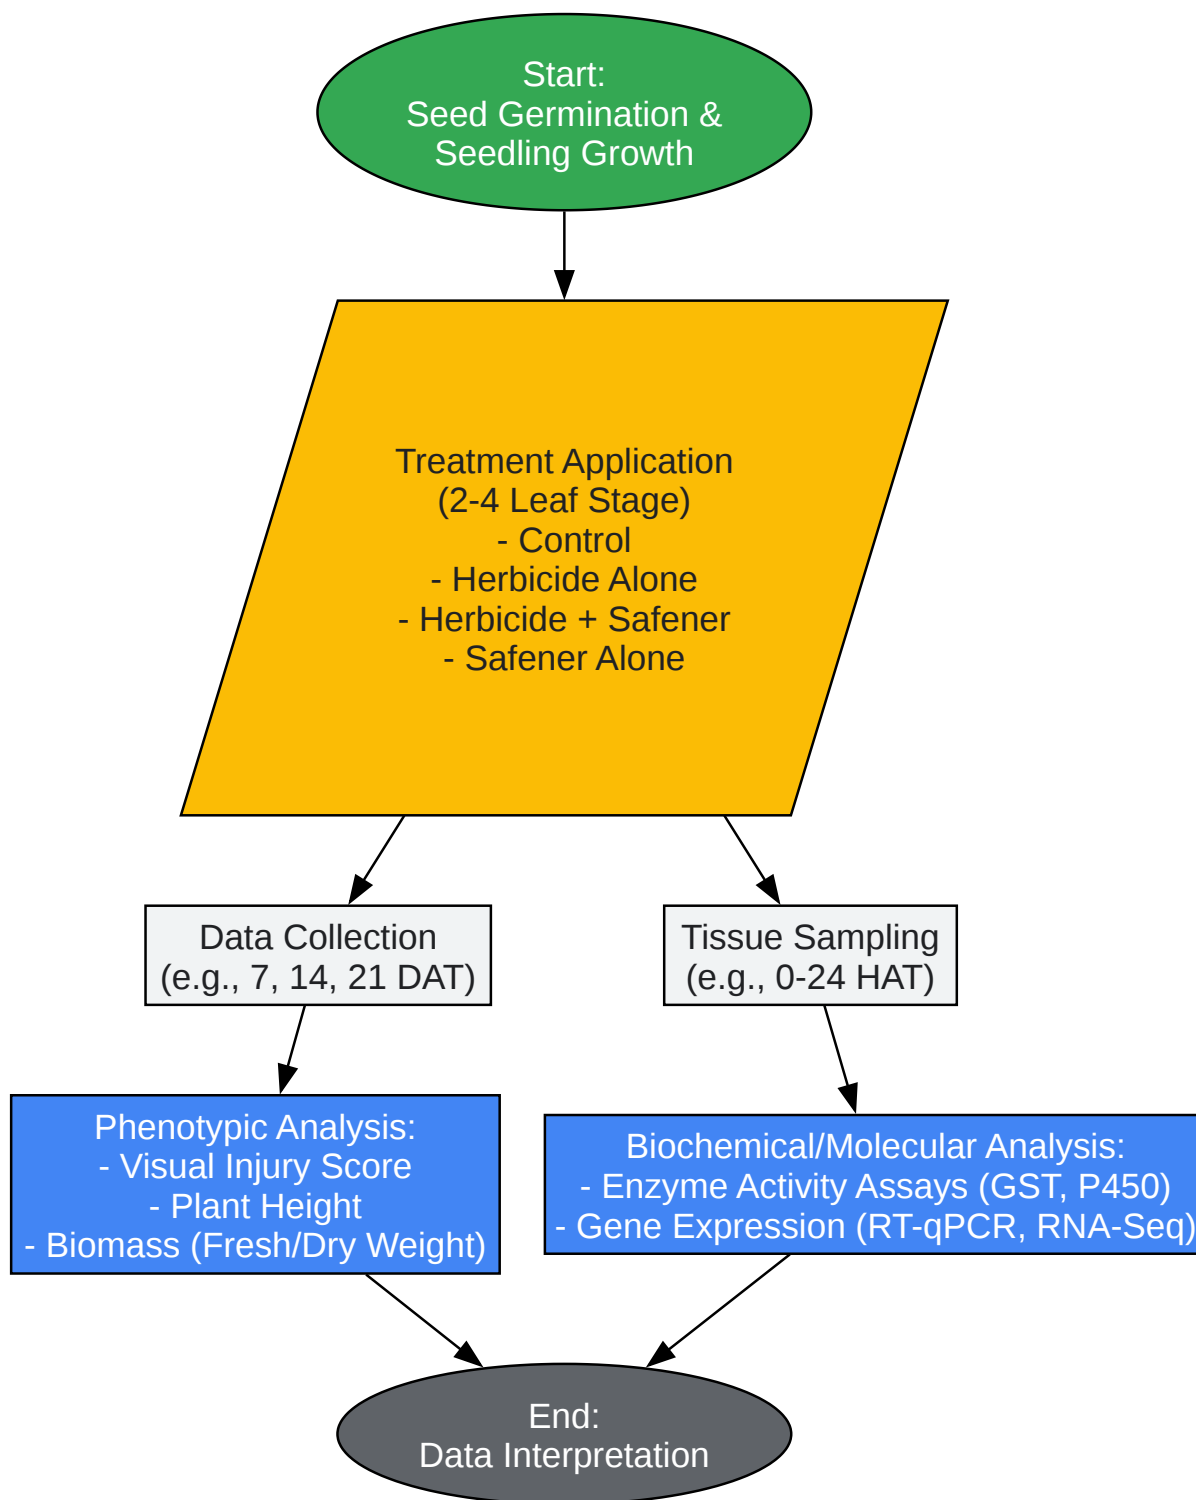 Start:
Seed Germination &
Seedling Growth
Treatment Application
(2-4 Leaf Stage)
- Control
- Herbicide Alone
- Herbicide + Safener
- Safener Alone
Data Collection
(e.g., 7, 14, 21 DAT)
Tissue Sampling
(e.g., 0-24 HAT)
Phenotypic Analysis:
- Visual Injury Score
- Plant Height
- Biomass (Fresh/Dry Weight)
Biochemical/Molecular Analysis:
- Enzyme Activity Assays (GST, P450)
- Gene Expression (RT-qPCR, RNA-Seq)
End:
Data Interpretation